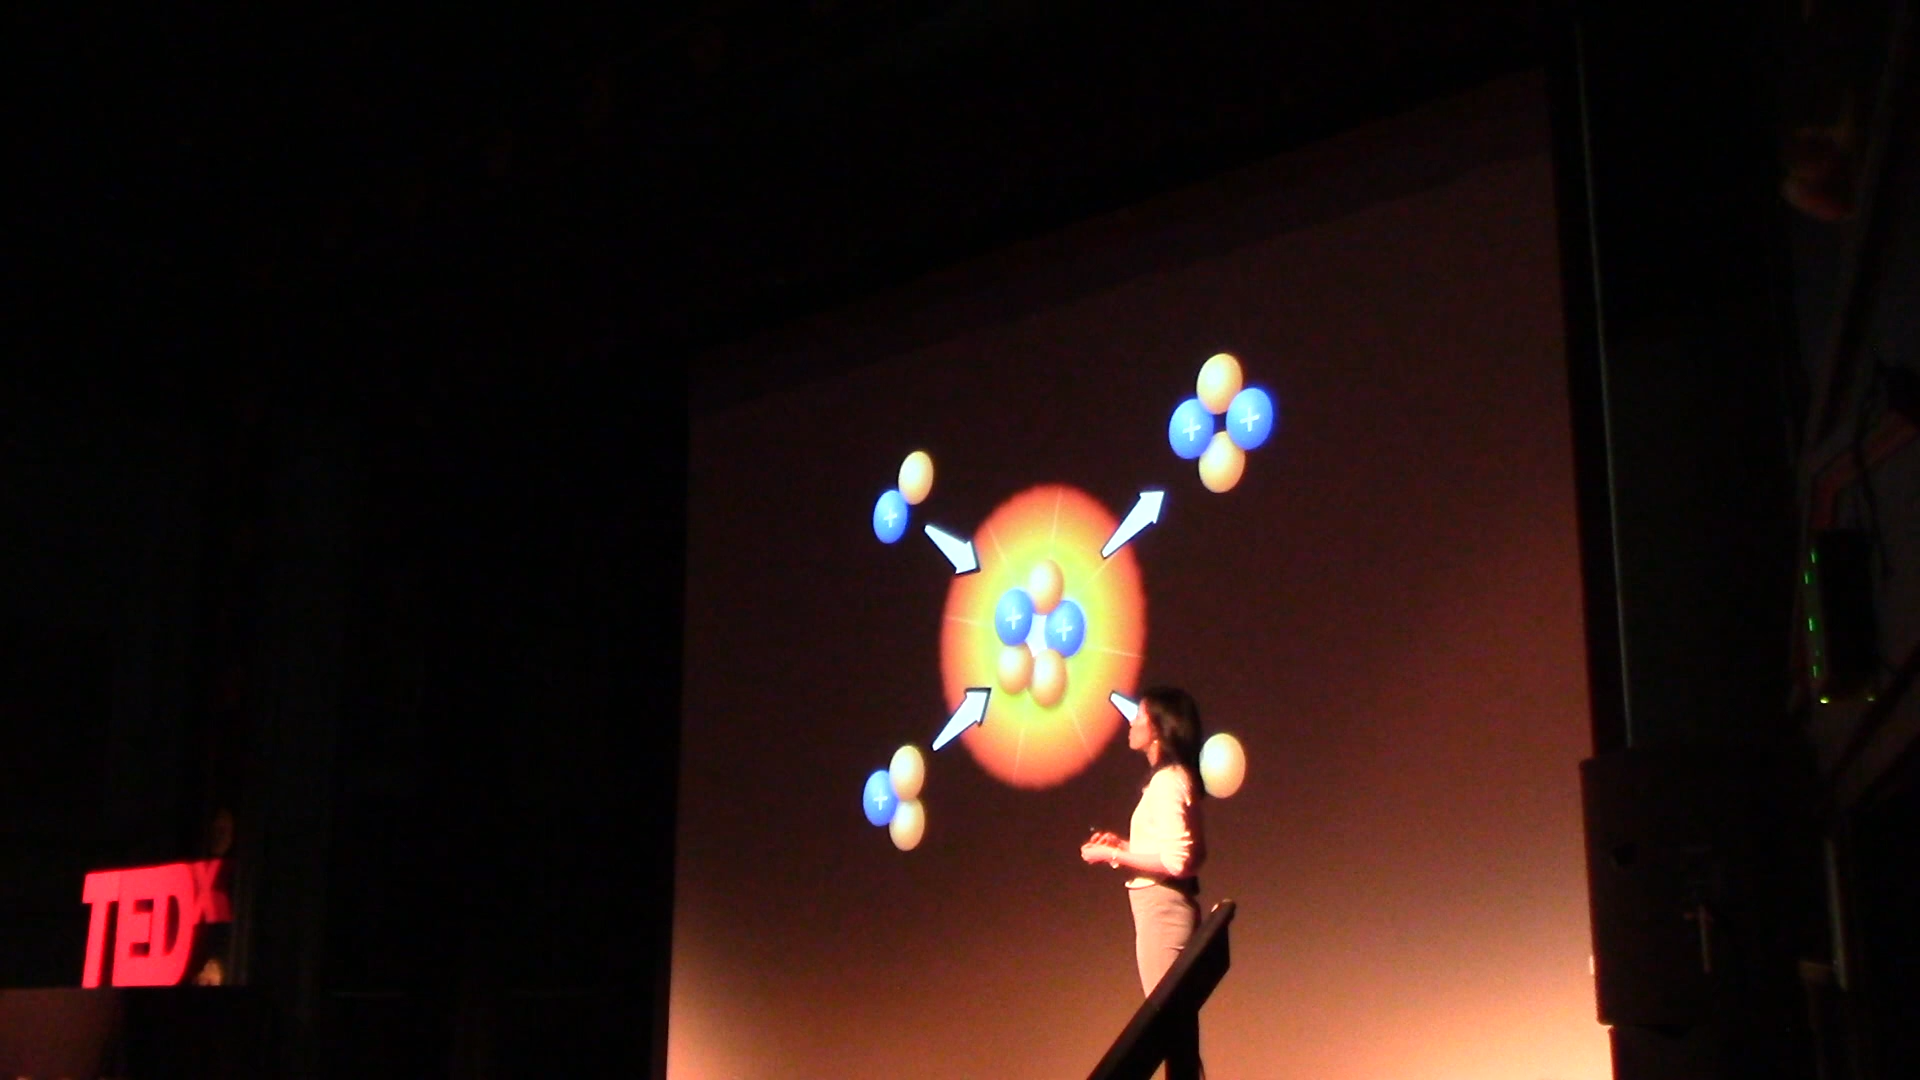 + +
+
+ +
+
TEDx